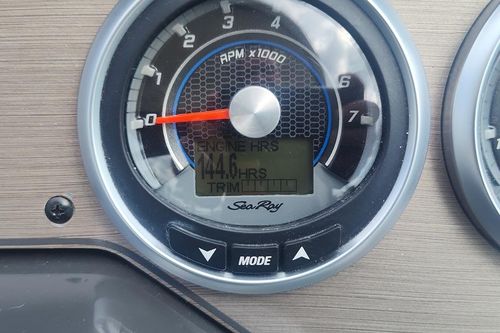 3
2
4
RPM x1000
1
6
0
7
ENGINE HRS
144.6 HRS
TRIM
Sea Ray
MODE